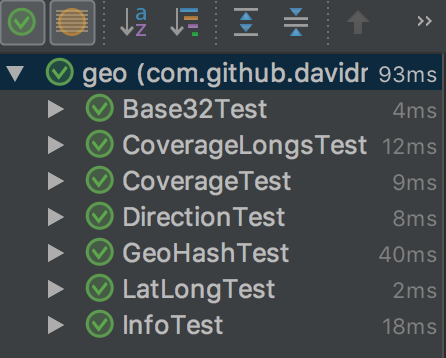 a
z
geo (com.github.davidr 93ms
Base32Test 4ms
CoverageLongsTest 12ms
CoverageTest 9ms
DirectionTest 8ms
GeoHashTest 40ms
LatLongTest 2ms
InfoTest 18ms